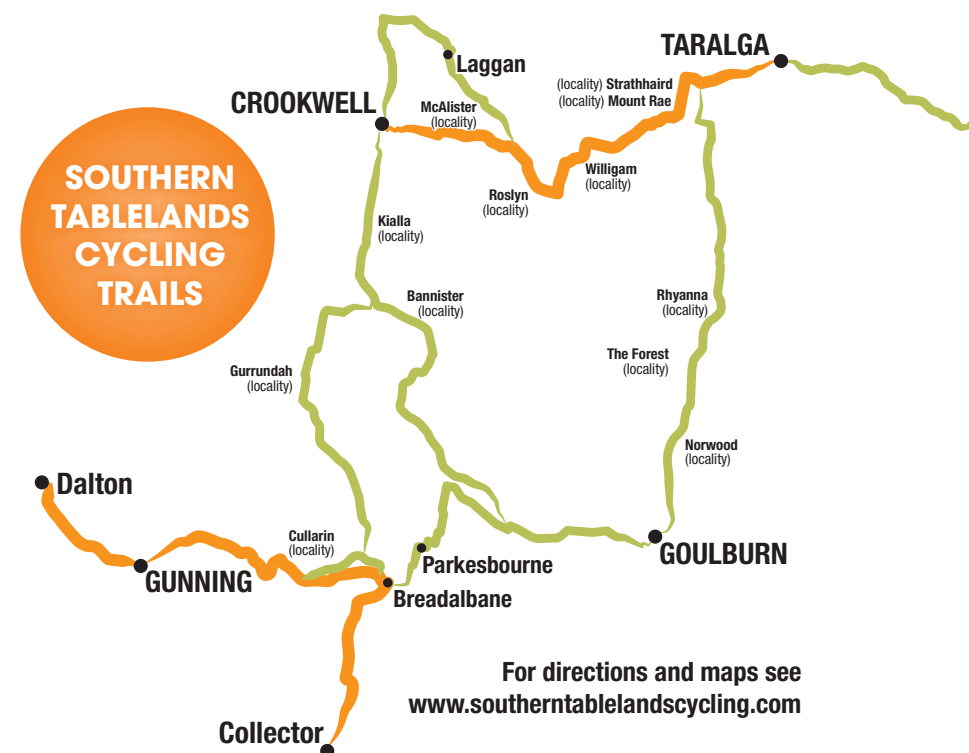 TARALGA
Laggan
(locality) Strathhaird
(locality) Mount Rae
CROOKWELL
McAlister
(locality)
SOUTHERN
TABLELANDS
CYCLING
TRAILS
Willigam
(locality)
Roslyn
(locality)
Kialla
(locality)
Bannister
(locality)
Rhyanna
(locality)
The Forest
(locality)
Gurrundah
(locality)
Norwood
(locality)
Dalton
Cullarin
(locality)
GOULBURN
Parkesbourne
GUNNING
Breadalbane
For directions and maps see
www.southerntablelandscycling.com
Collector